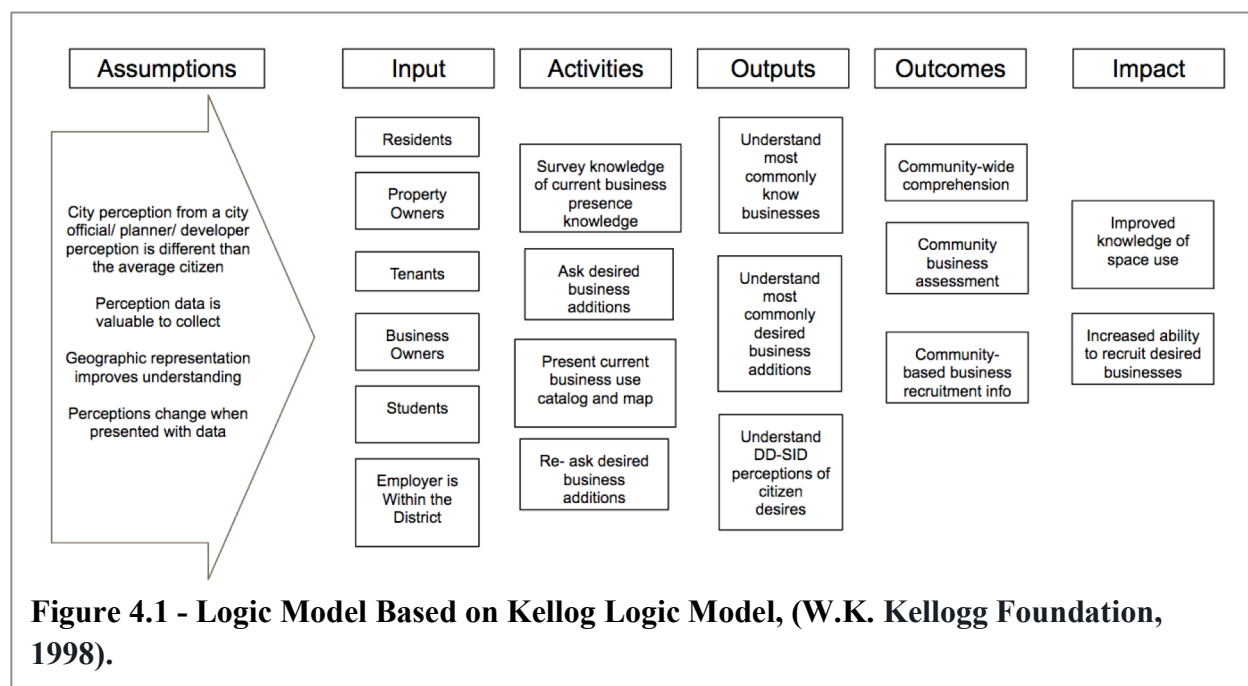 Assumptions
Input
Activities
Outputs
Outcomes
Impact
City perception from a city
official/ planner/ developer
perception is different than
the average citizen
Perception data is
valuable to collect
Geographic representation
improves understanding
Perceptions change when
presented with data
Residents
Property
Owners
Tenants
Business
Owners
Students
Employer is
Within the
District
Survey knowledge
of current business
presence
knowledge
Ask desired
business
additions
Present current
business use
catalog and map
Re- ask desired
business
additions
Understand
most
commonly
know
businesses
Understand
most
commonly
desired
business
additions
Understand
DD-SID
perceptions of
citizen
desires
Community-wide
comprehension
Community
business
assessment
Community-
based business
recruitment info
Improved
knowledge of
space use
Increased ability
to recruit desired
businesses
Figure 4.1 - Logic Model Based on Kellog Logic Model, (W.K. Kellogg Foundation,
1998).